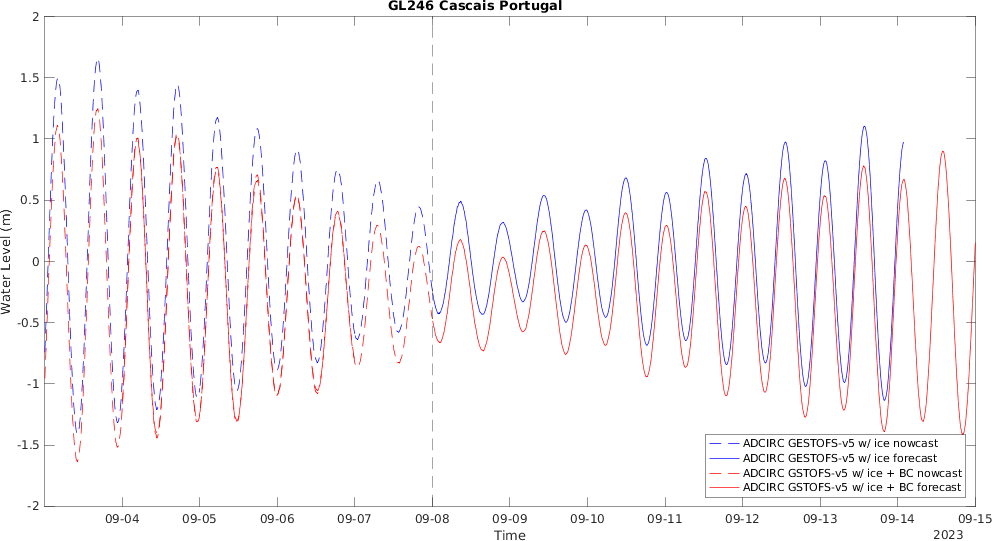 GL246 Cascais Portugal
2
1.5
1
0.5
0
-0.5
-1
-1.5
-2
Water Level (m)
ADCIRC GESTOFS-v5 w/ ice nowcast
ADCIRC GESTOFS-v5 w/ ice forecast
ADCIRC GSTOFS-v5 w/ ice + BC nowcast
ADCIRC GSTOFS-v5 w/ ice + BC forecast
09-04 09-05 09-06 09-07 09-08 09-09 09-10 09-11 09-12 09-13 09-14 09-15
Time
2023